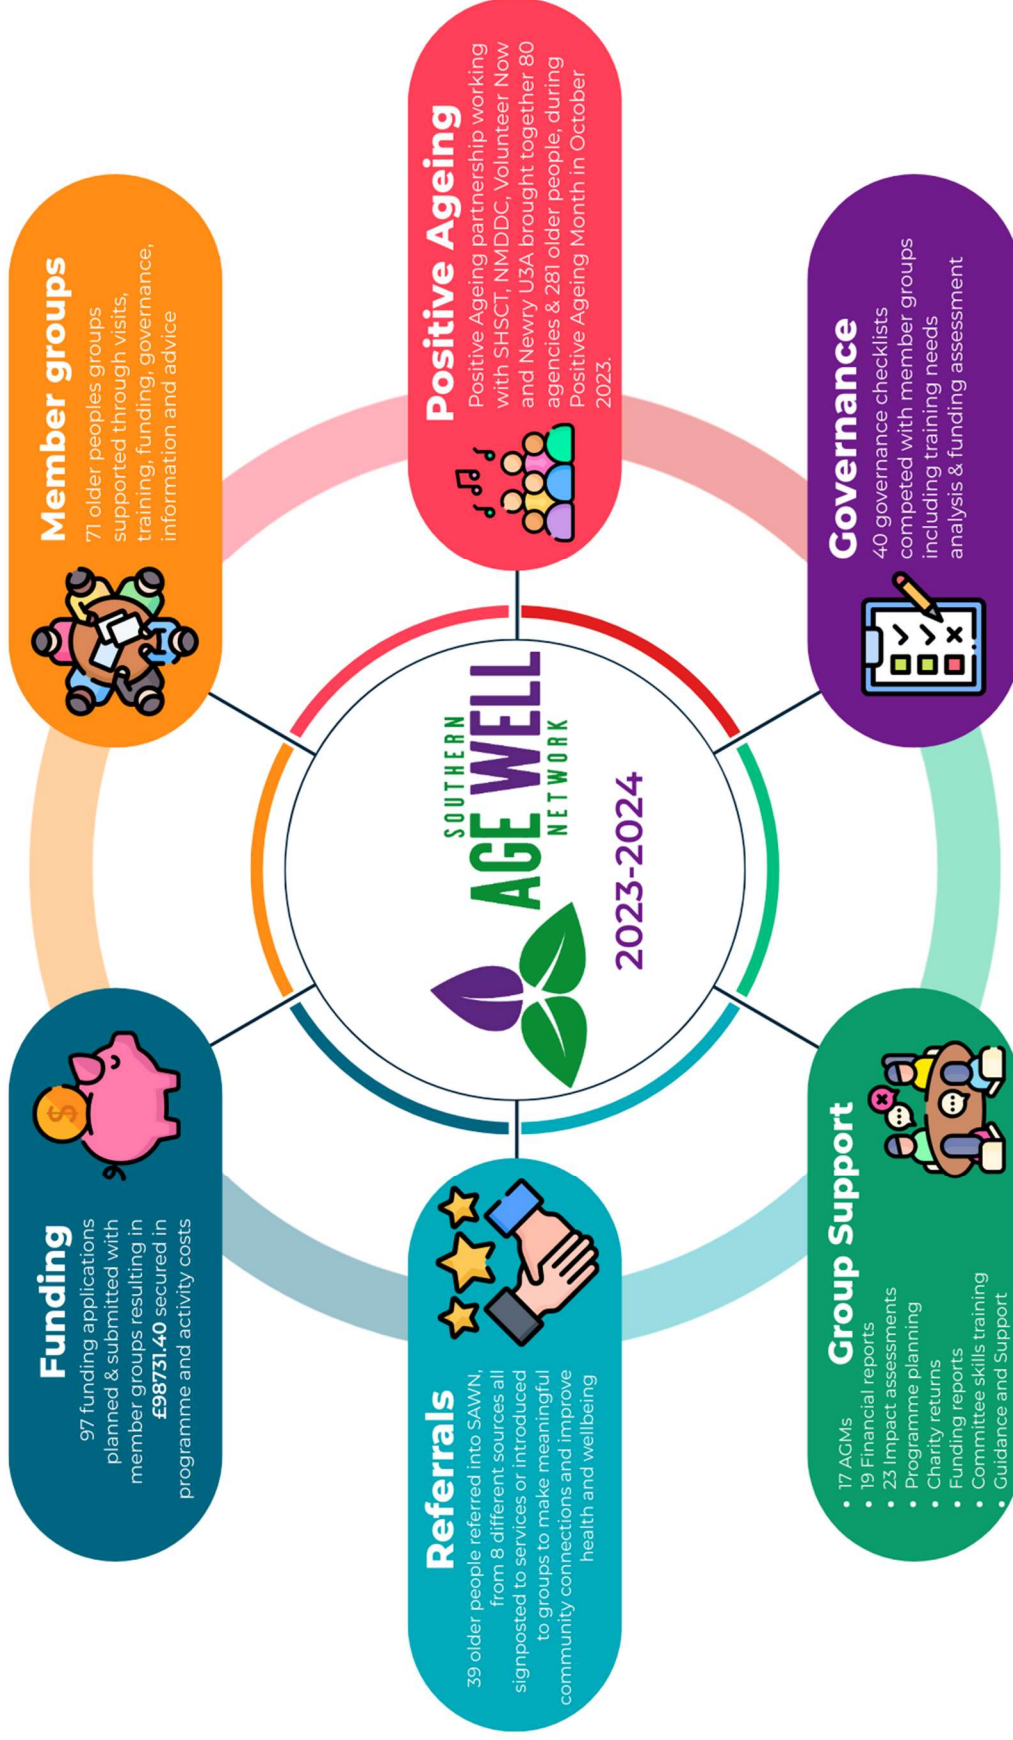 Funding
97 funding applications
planned & submitted with
member groups resulting in
£98731.40 secured in
programme and activity costs
Member groups
71 older peoples groups
supported through visits,
training, funding, governance,
information and advice
Referrals
39 older people referred into SAWN,
from 8 different sources all
signposted to services or introduced
to groups to make meaningful
community connections and improve
health and wellbeing
SOUTHERN
AGE WELL
NETWORK
2023-2024
Positive Ageing
Positive Ageing partnership working
with SHSCT, NMDDC, Volunteer Now
and Newry U3A brought together 80
agencies & 281 older people, during
Positive Ageing Month in October
2023.
Group Support
• 17 AGMs
• 19 Financial reports
• 23 Impact assessments
• Programme planning
• Charity returns
• Funding reports
• Committee skills training
• Guidance and Support
Governance
40 governance checklists
competed with member groups
including training needs
analysis & funding assessment